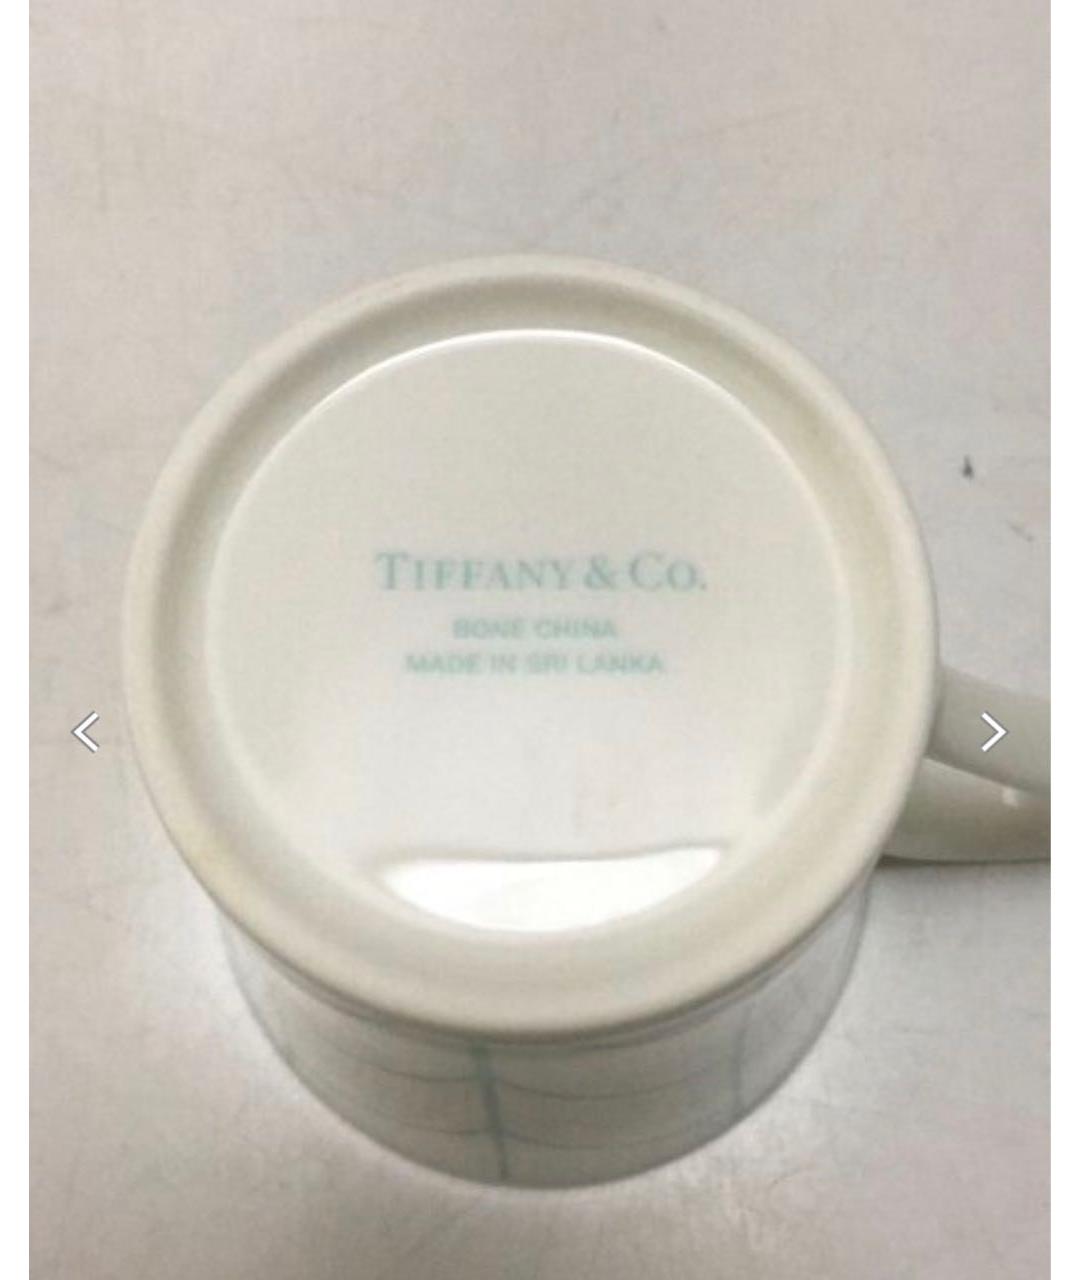 TIFFANY & CO.
BONE CHINA
MADE IN SRI LANKA